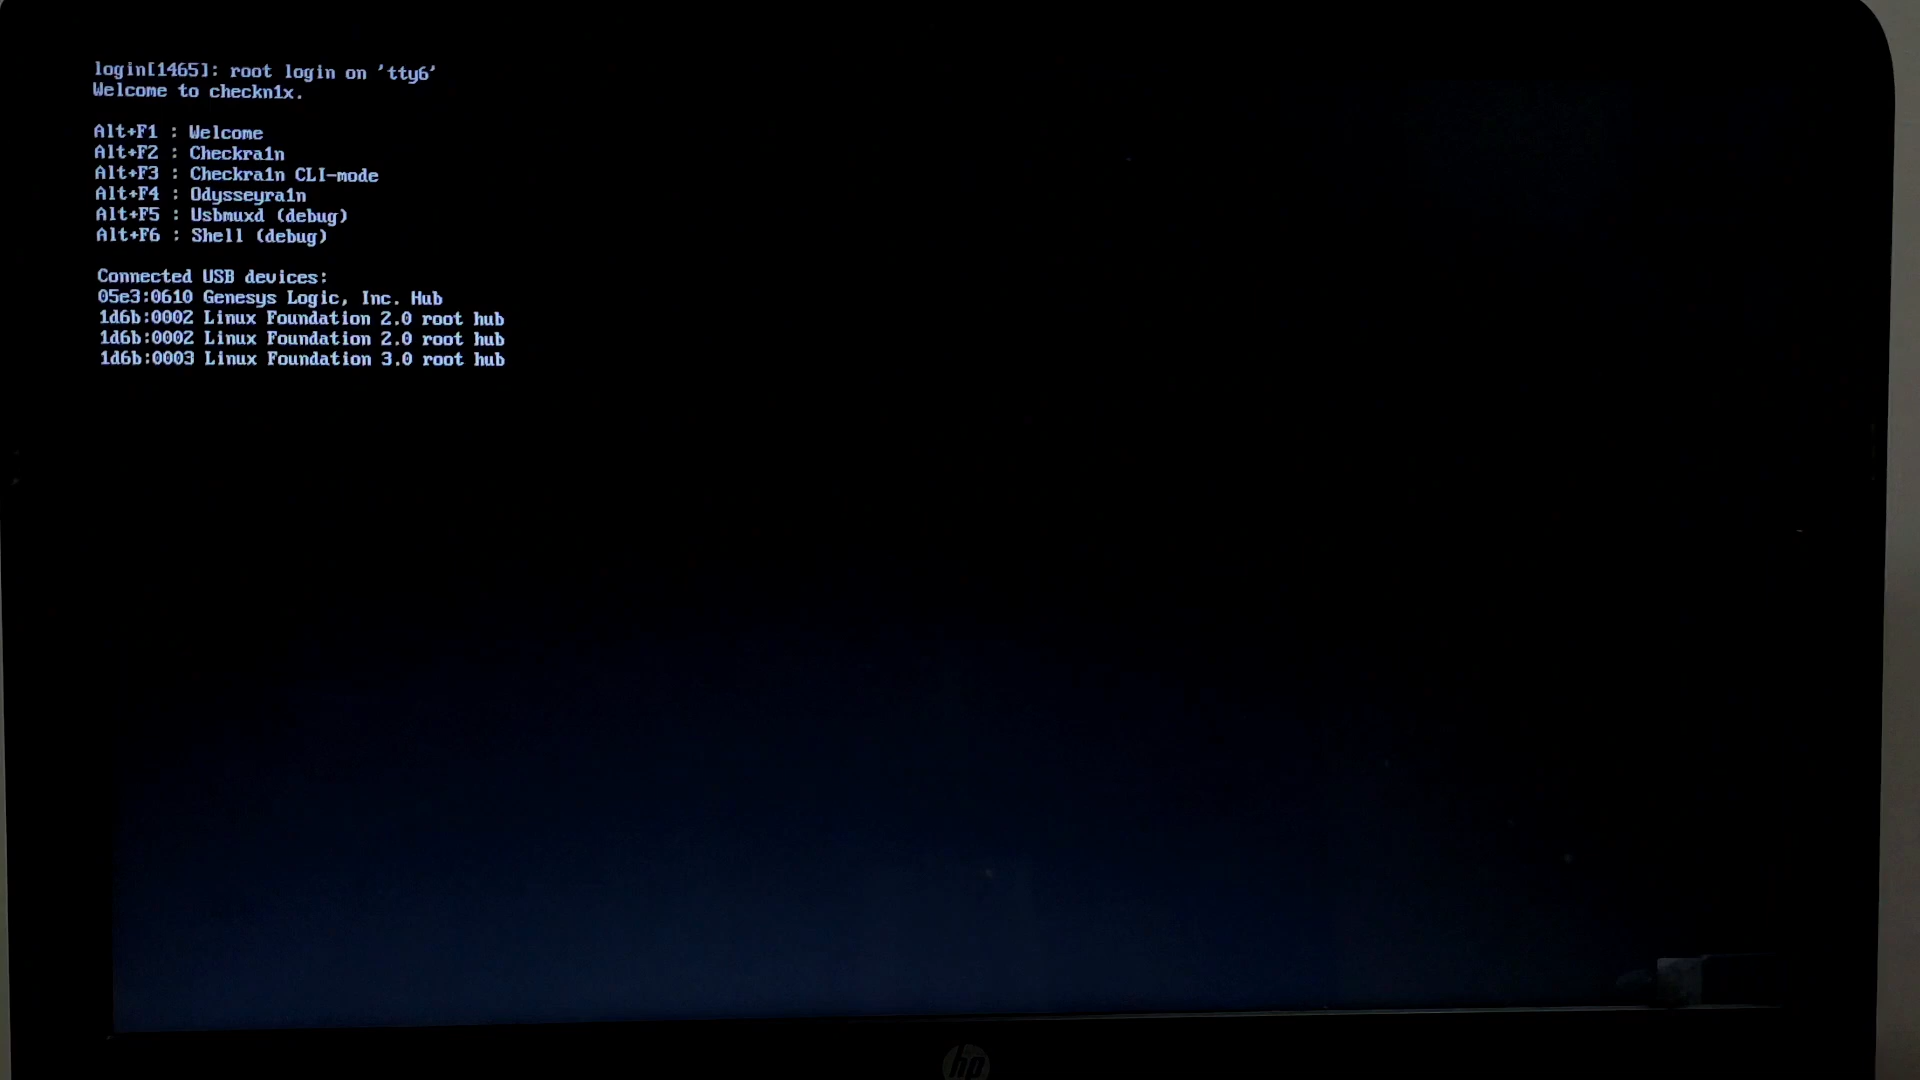 login[1465]: root login on 'tty6'
Welcome to checkn1x.
Alt+F1 : Welcome
Alt+F2 : Checkra1n
Alt+F3 : Checkra1n CLI-mode
Alt+F4 : Odysseyra1n
Alt+F5 : Usbmuxd (debug)
Alt+F6 : Shell (debug)
Connected USB devices:
05e3:0610 Genesys Logic, Inc. Hub
1d6b:0002 Linux Foundation 2.0 root hub
1d6b:0002 Linux Foundation 2.0 root hub
1d6b:0003 Linux Foundation 3.0 root hub
hp